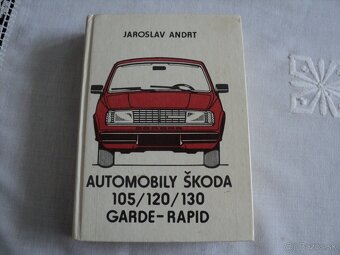 JAROSLAV ANDRT
AUTOMOBILY ŠKODA
105/120/130
GARDE-RAPID